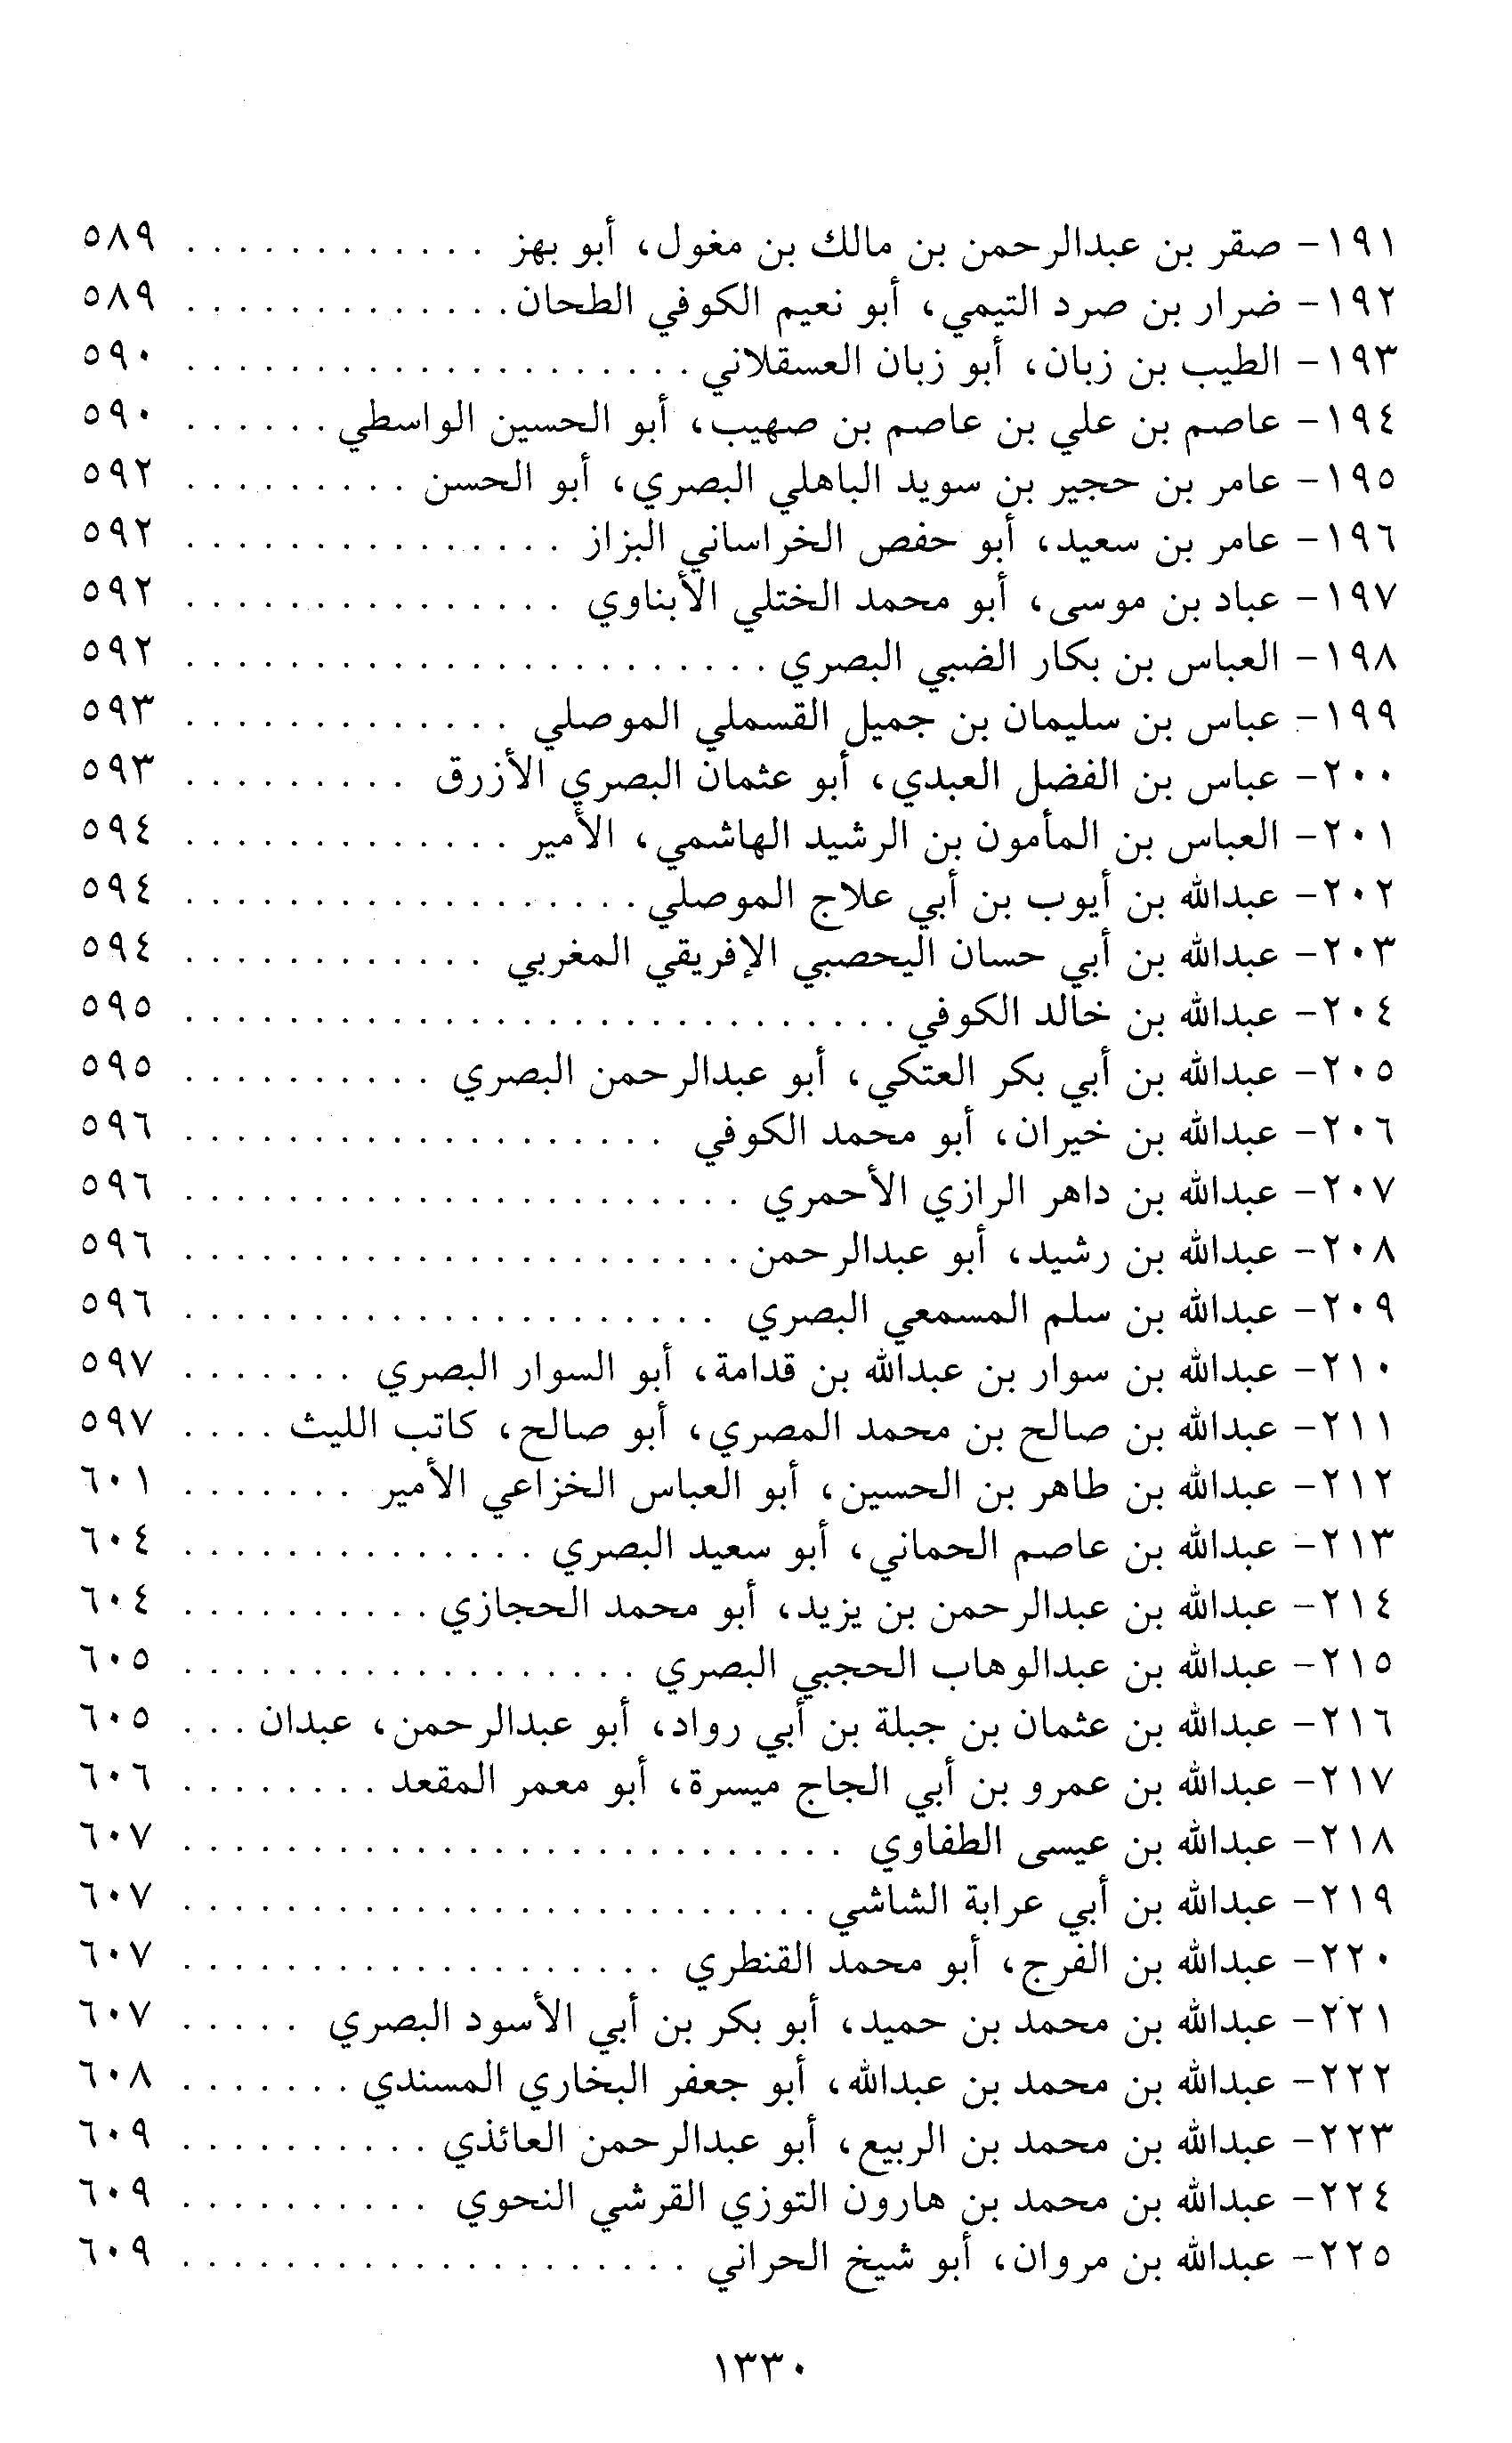 ١٩١- صقر بن عبدالرحمن بن مالك بن مغول، أبو بهز . . . . . . . . . . . . ٥٨٩
١٩٢- ضرار بن صرد التيمي، أبو نعيم الكوفي الطحان . . . . . . . . . . . . . ٥٨٩
١٩٣- الطيب بن زبان، أبو زبان العسقلاني . . . . . . . . . . . . . . . . . . . . ٥٩٠
١٩٤- عاصم بن علي بن عاصم بن صهيب، أبو الحسين الواسطي . . . . . . ٥٩٠
١٩٥- عامر بن حجير بن سويد الباهلي البصري، أبو الحسن . . . . . . . . . ٥٩٢
١٩٦- عامر بن سعيد، أبو حفص الخراساني البزاز . . . . . . . . . . . . . . . ٥٩٢
١٩٧- عباد بن موسى، أبو محمد الختلي الأبناوي . . . . . . . . . . . . . . . ٥٩٢
١٩٨- العباس بن بكار الضبي البصري . . . . . . . . . . . . . . . . . . . . . . . ٥٩٢
١٩٩- عباس بن سليمان بن جميل القسملي الموصلي . . . . . . . . . . . . . ٥٩٣
٢٠٠- عباس بن الفضل العبدي، أبو عثمان البصري الأزرق . . . . . . . . . ٥٩٣
٢٠١- العباس بن المأمون بن الرشيد الهاشمي، الأمير . . . . . . . . . . . . . ٥٩٤
٢٠٢- عبدالله بن أيوب بن أبي علاج الموصلي . . . . . . . . . . . . . . . . . . ٥٩٤
٢٠٣- عبدالله بن أبي حسان اليحصبي الإفريقي المغربي . . . . . . . . . . . . ٥٩٤
٢٠٤- عبدالله بن خالد الكوفي . . . . . . . . . . . . . . . . . . . . . . . . . . . . ٥٩٥
٢٠٥- عبدالله بن أبي بكر العتكي، أبو عبدالرحمن البصري . . . . . . . . . . ٥٩٥
٢٠٦- عبدالله بن خيران، أبو محمد الكوفي . . . . . . . . . . . . . . . . . . . ٥٩٦
٢٠٧- عبدالله بن داهر الرازي الأحمري . . . . . . . . . . . . . . . . . . . . . . ٥٩٦
٢٠٨- عبدالله بن رشيد، أبو عبدالرحمن . . . . . . . . . . . . . . . . . . . . . . ٥٩٦
٢٠٩- عبدالله بن سلم المسمعي البصري . . . . . . . . . . . . . . . . . . . . . ٥٩٦
٢١٠- عبدالله بن سوار بن عبدالله بن قدامة، أبو السوار البصري . . . . . . . ٥٩٧
٢١١- عبدالله بن صالح بن محمد المصري، أبو صالح، كاتب الليث . . . . ٥٩٧
٢١٢- عبدالله بن طاهر بن الحسين، أبو العباس الخزاعي الأمير . . . . . . . ٦٠١
٢١٣- عبدالله بن عاصم الحماني، أبو سعيد البصري . . . . . . . . . . . . . . ٦٠٤
٢١٤- عبدالله بن عبدالرحمن بن يزيد، أبو محمد الحجازي . . . . . . . . . . ٦٠٤
٢١٥- عبدالله بن عبدالوهاب الحجبي البصري . . . . . . . . . . . . . . . . . . ٦٠٥
٢١٦- عبدالله بن عثمان بن جبلة بن أبي رواد، أبو عبدالرحمن، عبدان . . . ٦٠٥
٢١٧- عبدالله بن عمرو بن أبي الجاج ميسرة، أبو معمر المقعد . . . . . . . . ٦٠٦
٢١٨- عبدالله بن عيسى الطفاوي . . . . . . . . . . . . . . . . . . . . . . . . . . ٦٠٧
٢١٩- عبدالله بن أبي عرابة الشاشي . . . . . . . . . . . . . . . . . . . . . . . . . ٦٠٧
٢٢٠- عبدالله بن الفرج، أبو محمد القنطري . . . . . . . . . . . . . . . . . . . ٦٠٧
٢٢١- عبدالله بن محمد بن حميد، أبو بكر بن أبي الأسود البصري . . . . . ٦٠٧
٢٢٢- عبدالله بن محمد بن عبدالله، أبو جعفر البخاري المسندي . . . . . . . ٦٠٨
٢٢٣- عبدالله بن محمد بن الربيع، أبو عبدالرحمن العائذي . . . . . . . . . . ٦٠٩
٢٢٤- عبدالله بن محمد بن هارون التوزي القرشي النحوي . . . . . . . . . . ٦٠٩
٢٢٥- عبدالله بن مروان، أبو شيخ الحراني . . . . . . . . . . . . . . . . . . . . ٦٠٩
١٣٣٠